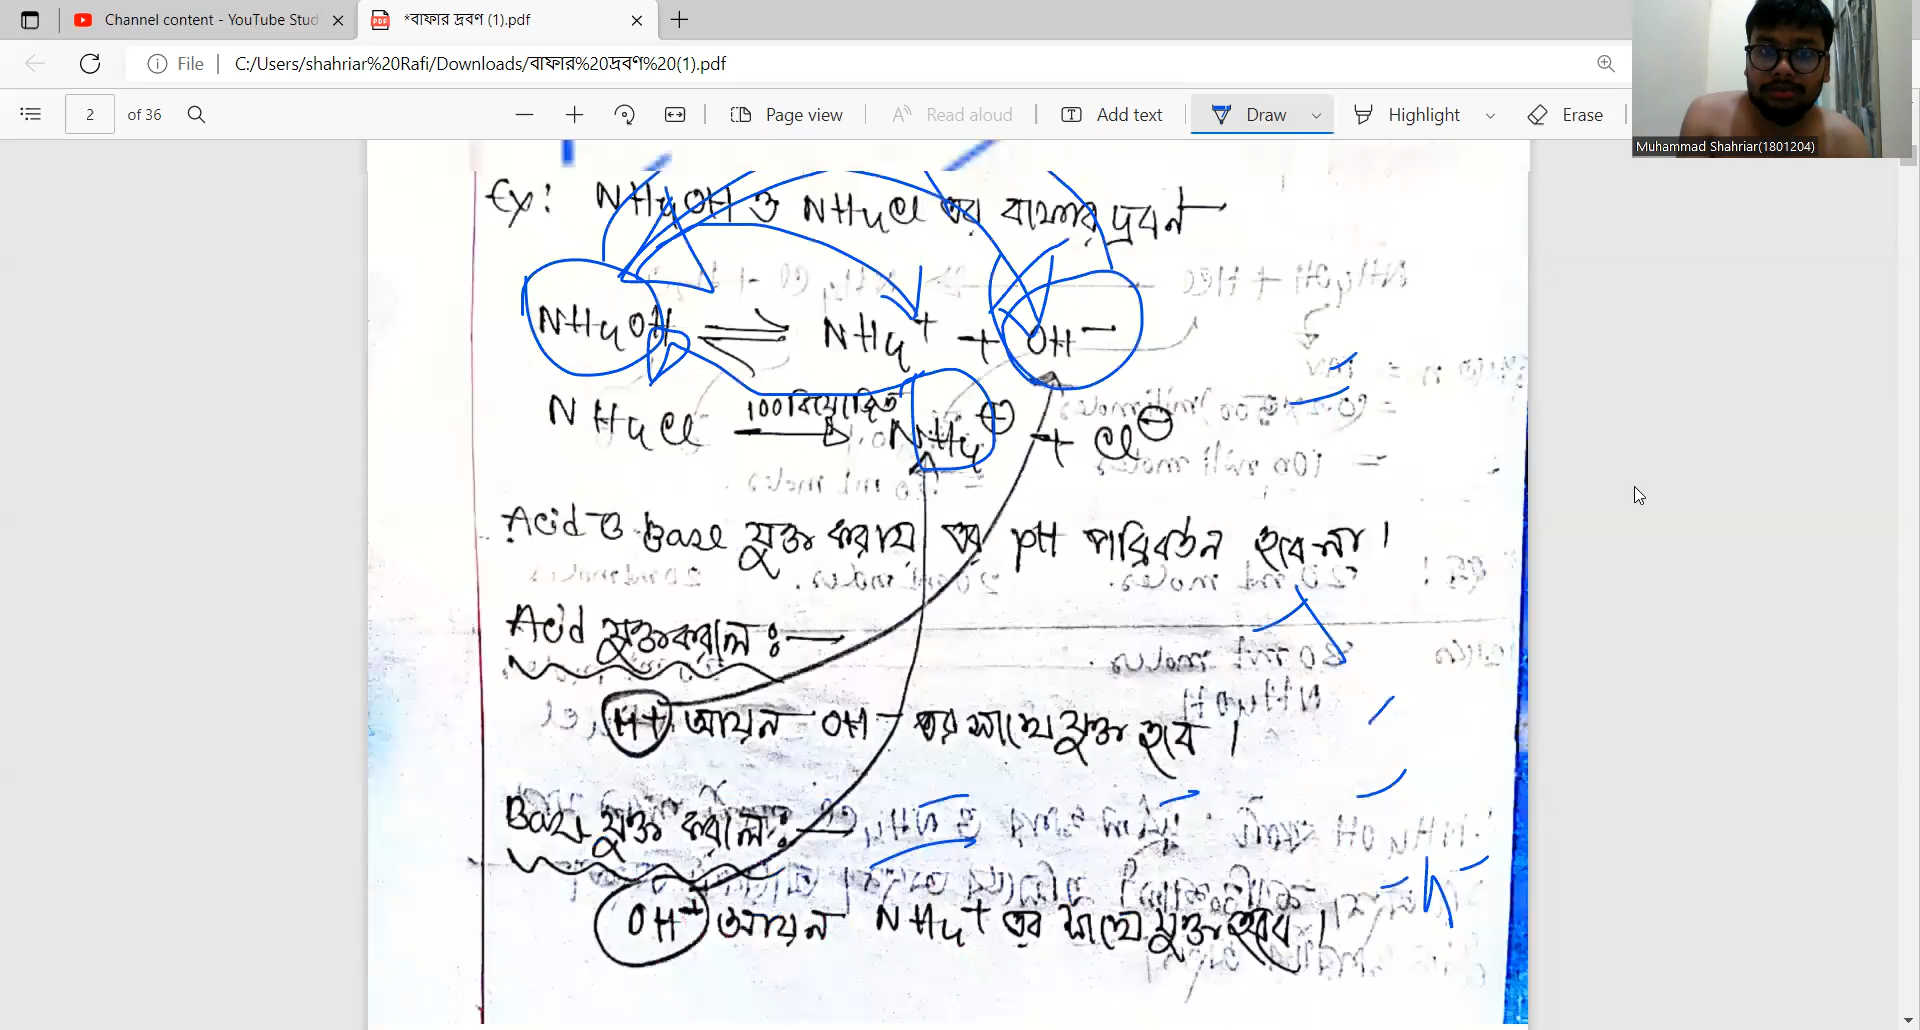 Channel content - YouTube Stud
*বাফার দ্রবণ (1).pdf
File
C:/Users/shahriar%20Rafi/Downloads/বাফার%20দ্রবণ%20(1).pdf
2 of 36
Page view
Read aloud
Add text
Draw
Highlight
Erase
Muhammad Shahriar(1801204)
Ex: NH4OH ও NH4Cl এর বাফার দ্রবন
NH4OH ⇌ NH4+ + OH-
NH4Cl 100 বিয়োজিত → NH4⊕ + Cl⊖
Acid ও Base যুক্ত করায় এর pH পরিবর্তন হবে না।
Acid যুক্ত করলে :—
H+ আয়ন OH- এর সাথে যুক্ত হবে।
Base যুক্ত করলে :—
আয়ন NH4+ এর সাথে যুক্ত হবে।